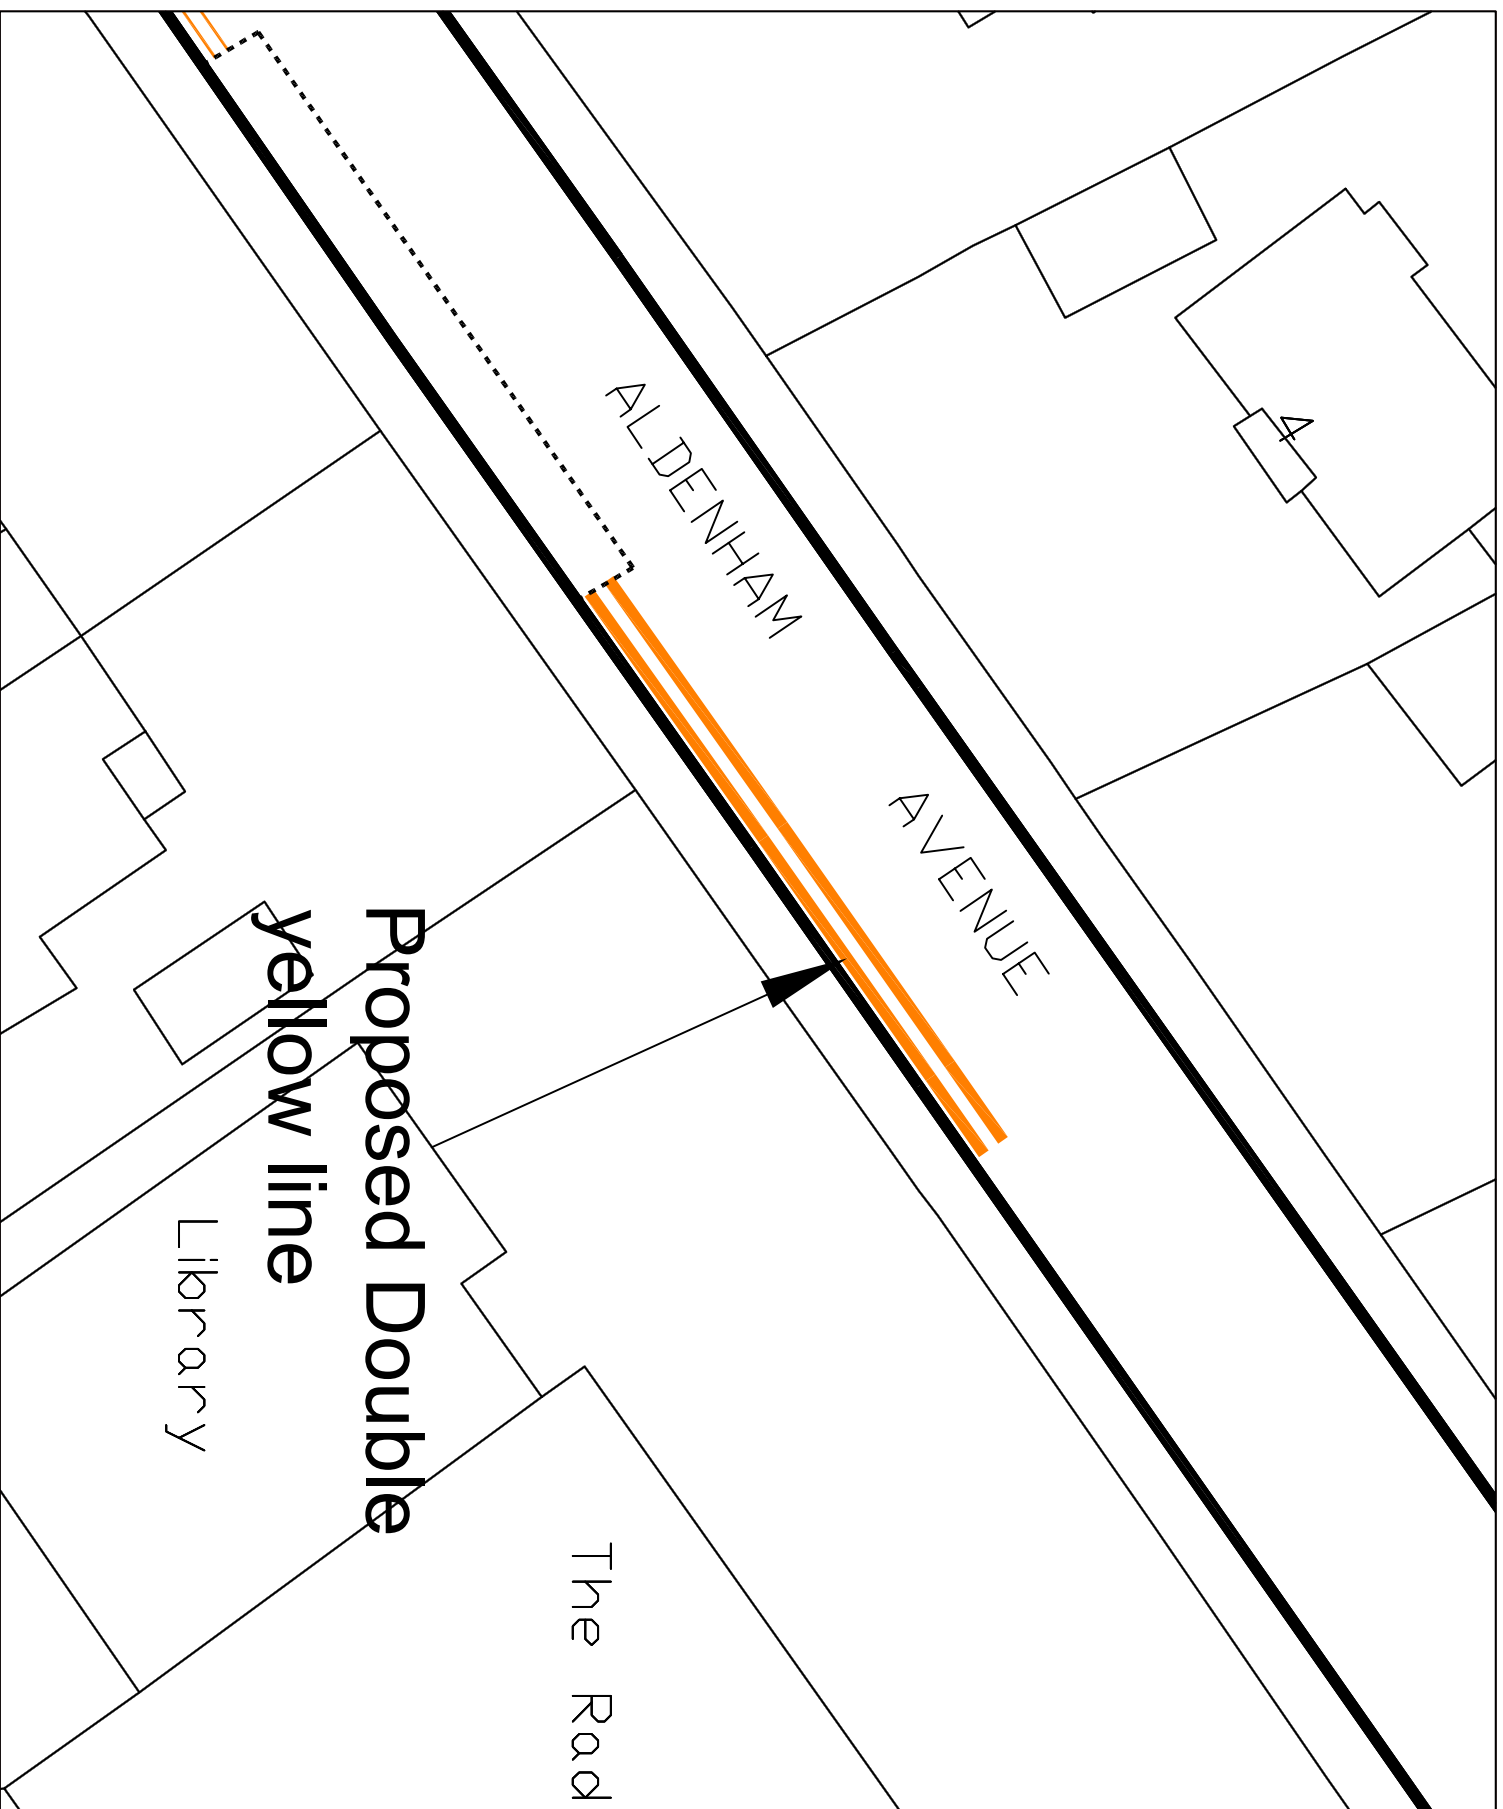 ALDENHAM
AVENUE
4
Proposed Double
yellow line
Library
The Rad